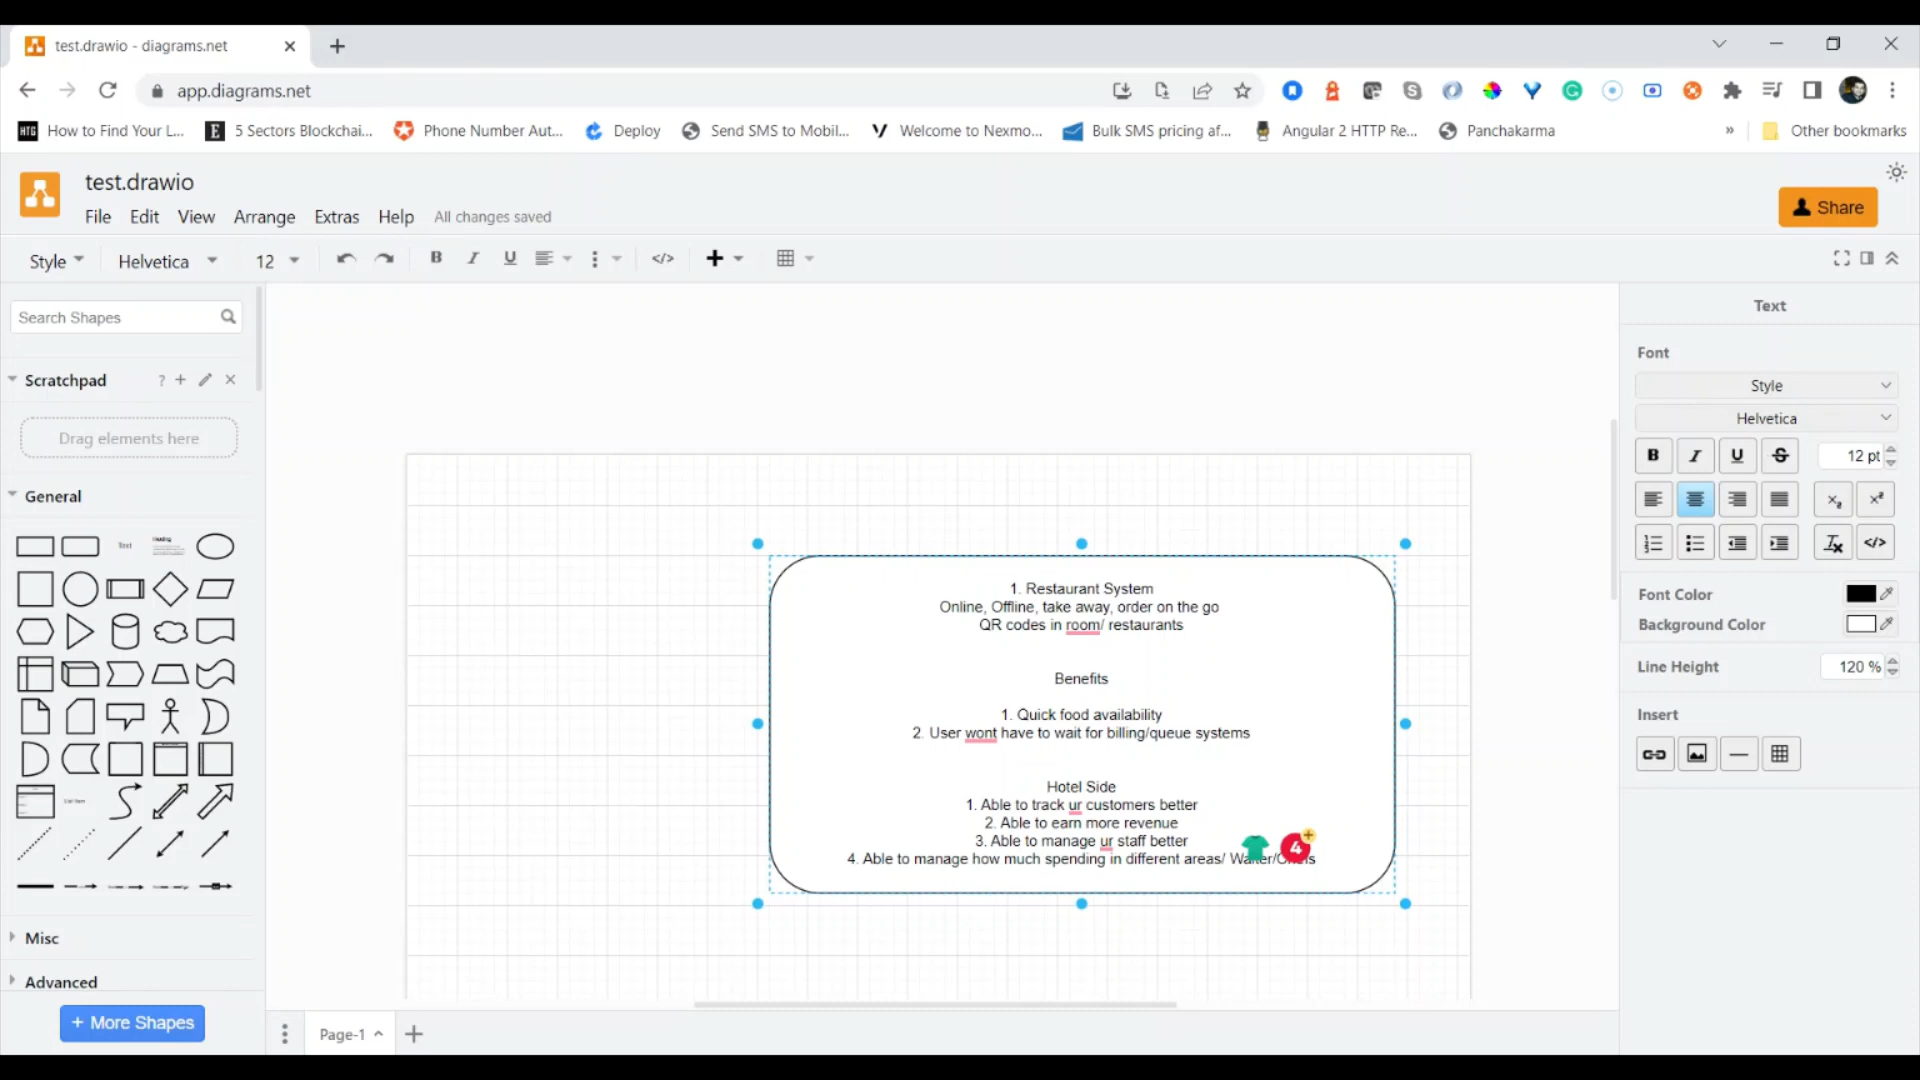 test.drawio - diagrams.net
app.diagrams.net
How to Find Your L...
5 Sectors Blockchai...
Phone Number Aut...
Deploy
Send SMS to Mobil...
Welcome to Nexmo...
Bulk SMS pricing af...
Angular 2 HTTP Re...
Panchakarma
»
Other bookmarks
test.drawio
File Edit View Arrange Extras Help All changes saved
Share
Style Helvetica 12
Search Shapes
Scratchpad
Drag elements here
General
Text
Heading
List Item
Misc
Advanced
+ More Shapes
1. Restaurant System
Online, Offline, take away, order on the go
QR codes in room/ restaurants
Benefits
1. Quick food availability
2. User wont have to wait for billing/queue systems
Hotel Side
1. Able to track ur customers better
2. Able to earn more revenue
3. Able to manage ur staff better
4. Able to manage how much spending in different areas/
4
Page-1
Text
Font
Style
Helvetica
12 pt
Font Color
Background Color
Line Height
120 %
Insert